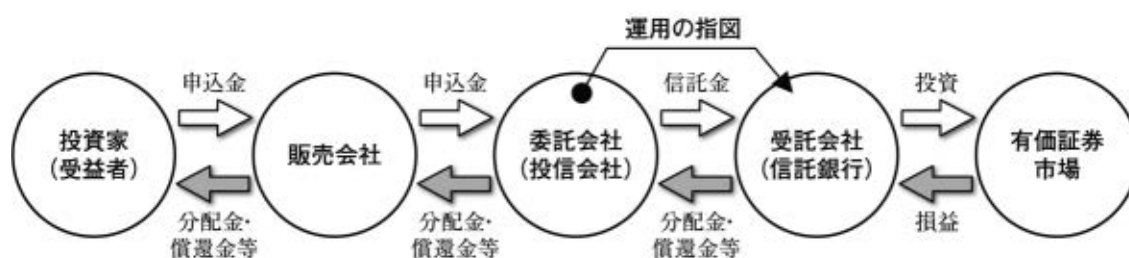 運用の指図
申込金
申込金
信託金
投資
投資家
(受益者)
販売会社
委託会社
(投信会社)
受託会社
(信託銀行)
有価証券
市場
分配金・
償還金等
分配金・
償還金等
分配金・
償還金等
損益